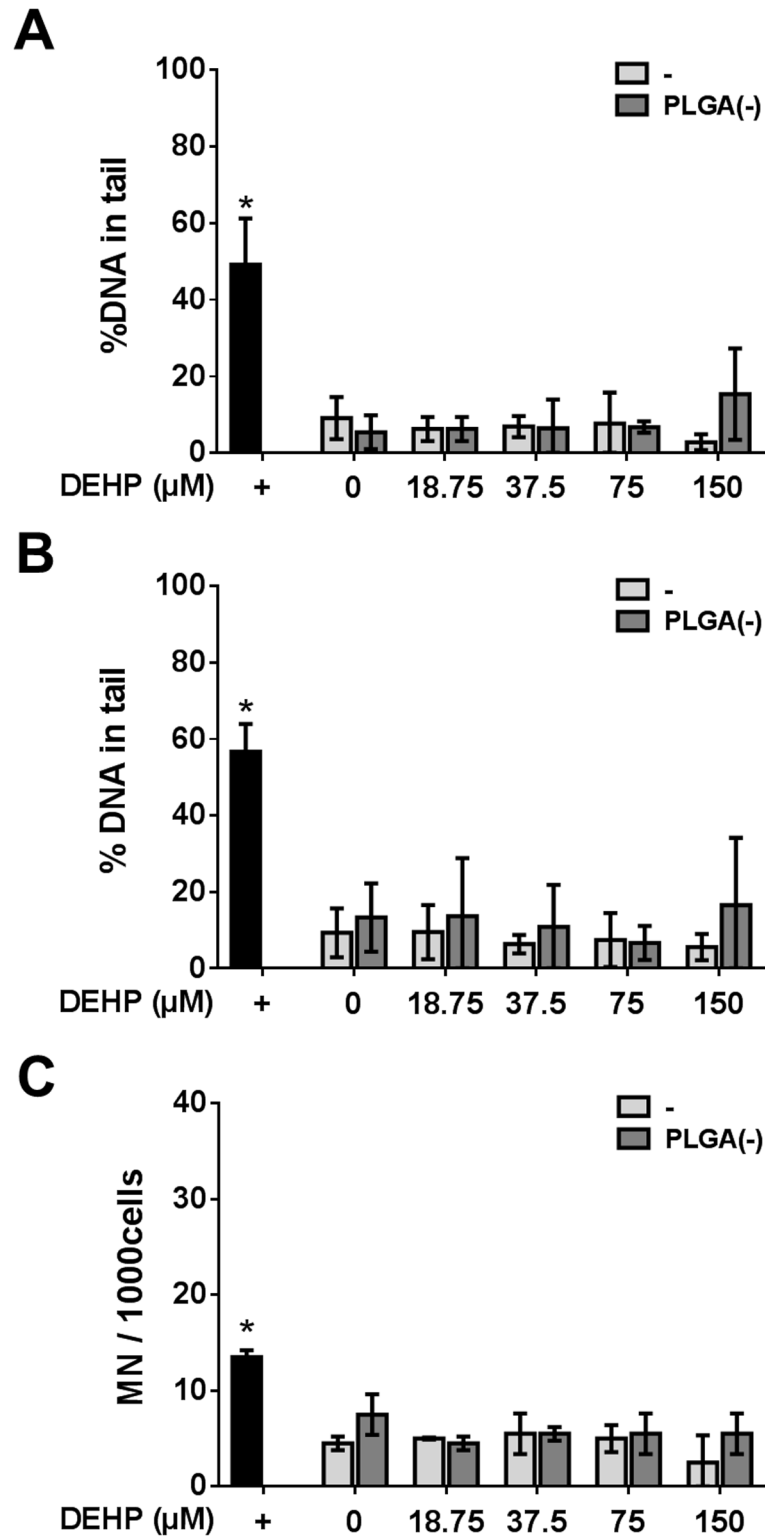 A
%DNA in tail
100
80
60
40
20
0
*
-
PLGA(-)
DEHP (µM) + 0 18.75 37.5 75 150
B
% DNA in tail
100
80
60
40
20
0
*
-
PLGA(-)
DEHP (µM) + 0 18.75 37.5 75 150
C
MN / 1000cells
40
30
20
10
0
*
-
PLGA(-)
DEHP (µM) + 0 18.75 37.5 75 150